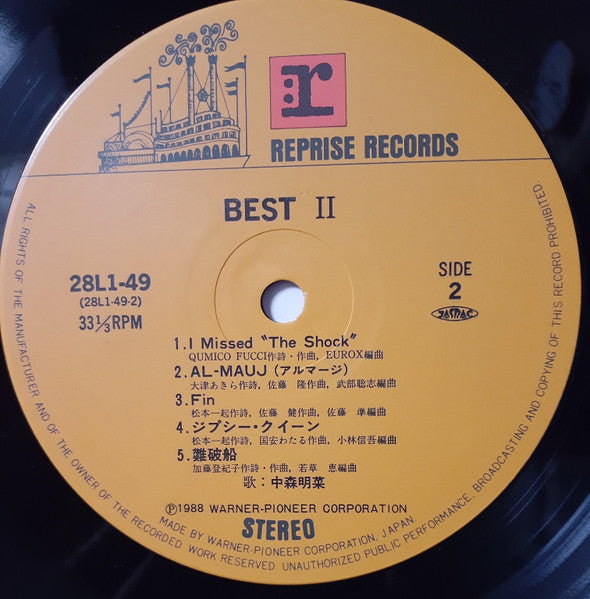 r
REPRISE RECORDS
BEST II
28L1-49
(28L1-49-2)
33⅓RPM
SIDE
2
JASRAC
1. I Missed "The Shock"
QUMICO FUCCI作詩・作曲, EUROX編曲
2. AL-MAUJ (アルマージ)
大津あきら作詩, 佐藤 隆作曲, 武部聡志編曲
3. Fin
松本一起作詩, 佐藤 健作曲, 佐藤 準編曲
4. ジプシー・クイーン
松本一起作詩, 国安わたる作曲, 小林信吾編曲
5. 難破船
加藤登紀子作詩・作曲, 若草 恵編曲
歌：中森明菜
Ⓟ1988 WARNER-PIONEER CORPORATION
STEREO
MADE BY WARNER-PIONEER CORPORATION, JAPAN
ALL RIGHTS OF THE MANUFACTURER AND OF THE OWNER OF THE RECORDED WORK RESERVED. UNAUTHORIZED PUBLIC PERFORMANCE, BROADCASTING AND COPYING OF THIS RECORD PROHIBITED.